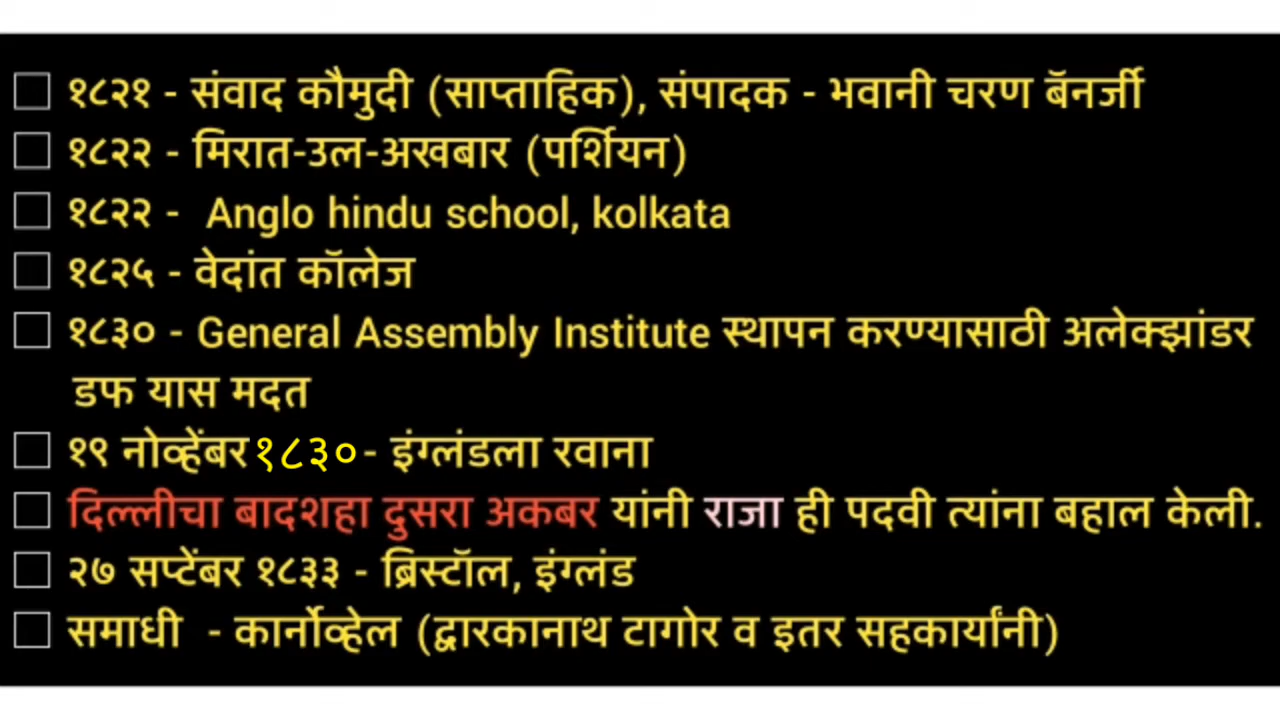 १८२१ - संवाद कौमुदी (साप्ताहिक), संपादक - भवानी चरण बॅनर्जी
१८२२ - मिरात-उल-अखबार (पर्शियन)
१८२२ - Anglo hindu school, kolkata
१८२५ - वेदांत कॉलेज
१८३० - General Assembly Institute स्थापन करण्यासाठी अलेक्झांडर
डफ यास मदत
१९ नोव्हेंबर १८३० - इंग्लंडला रवाना
दिल्लीचा बादशहा दुसरा अकबर यांनी राजा ही पदवी त्यांना बहाल केली.
२७ सप्टेंबर १८३३ - ब्रिस्टॉल, इंग्लंड
समाधी - कार्नोव्हेल (द्वारकानाथ टागोर व इतर सहकार्यांनी)